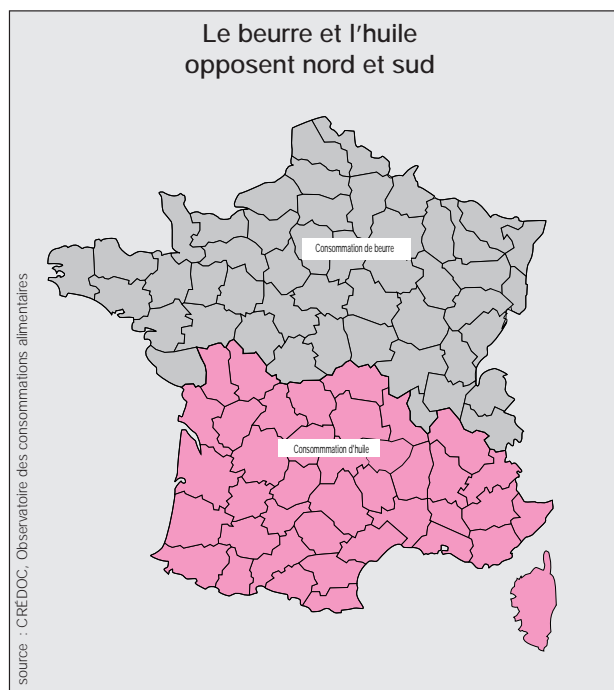 Le beurre et l'huile
opposent nord et sud
Consommation de beurre
Consommmation d'huile
source : CRÉDOC, Observatoire des consommations alimentaires